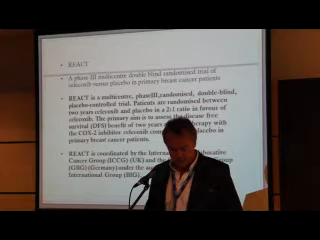 • REACT
• A phase III multicentre double blind randomised trial of
celecoxib versus placebo in primary breast cancer patients
• REACT is a multicentre, phaseIII,randomised, double-blind,
placebo-controlled trial. Patients are randomised between
two years celecoxib and placebo in a 2:1 ratio in favour of
celecoxib. The primary aim is to assess the disease free
survival (DFS) benefit of two years with
the COX-2 inhibitor celecoxib placebo in
primary breast cancer patients.
• REACT is coordinated by the
Cancer Group (ICCG) (UK) and the Group
(GBG) (Germany) under the
International Group (BIG)